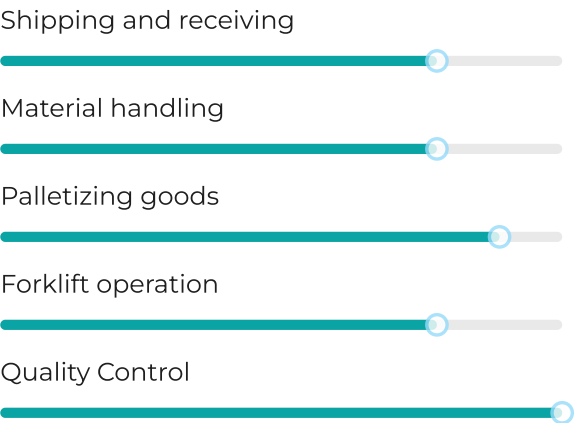 Shipping and receiving
Material handling
Palletizing goods
Forklift operation
Quality Control